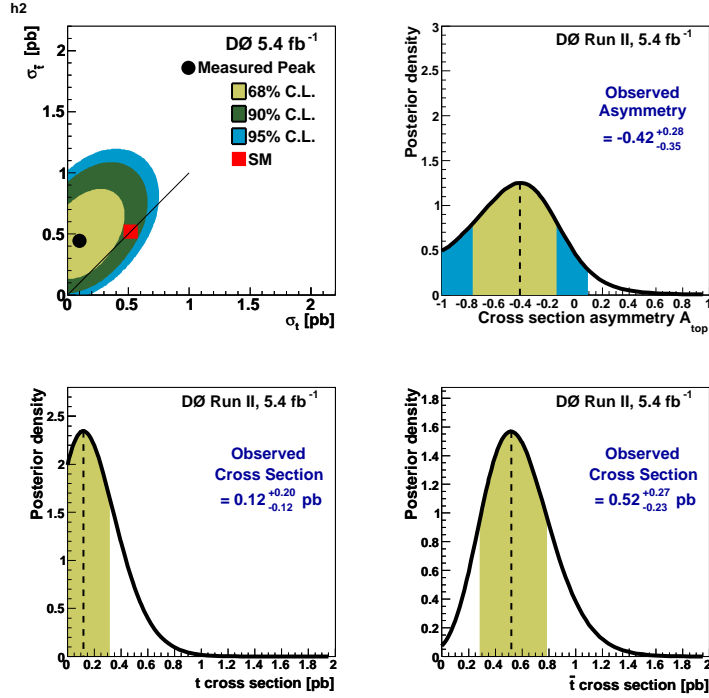 h2
DØ 5.4 fb-1
Measured Peak
68% C.L.
90% C.L.
95% C.L.
SM
σt̄ [pb]
2
1.5
1
0.5
0
0 0.5 1 1.5 2
σt [pb]
DØ Run II, 5.4 fb-1
Observed
Asymmetry
= -0.42 +0.28 -0.35
Posterior density
3
2.5
2
1.5
1
0.5
0
-1 -0.8 -0.6 -0.4 -0.2 0 0.2 0.4 0.6 0.8 1
Cross section asymmetry Atop
DØ Run II, 5.4 fb-1
Observed
Cross Section
= 0.12 +0.20 -0.12 pb
Posterior density
2.5
2
1.5
1
0.5
0
0 0.2 0.4 0.6 0.8 1 1.2 1.4 1.6 1.8 2
t cross section [pb]
DØ Run II, 5.4 fb-1
Observed
Cross Section
= 0.52 +0.27 -0.23 pb
Posterior density
1.8
1.6
1.4
1.2
1
0.8
0.6
0.4
0.2
0
0 0.2 0.4 0.6 0.8 1 1.2 1.4 1.6 1.8 2
t̄ cross section [pb]